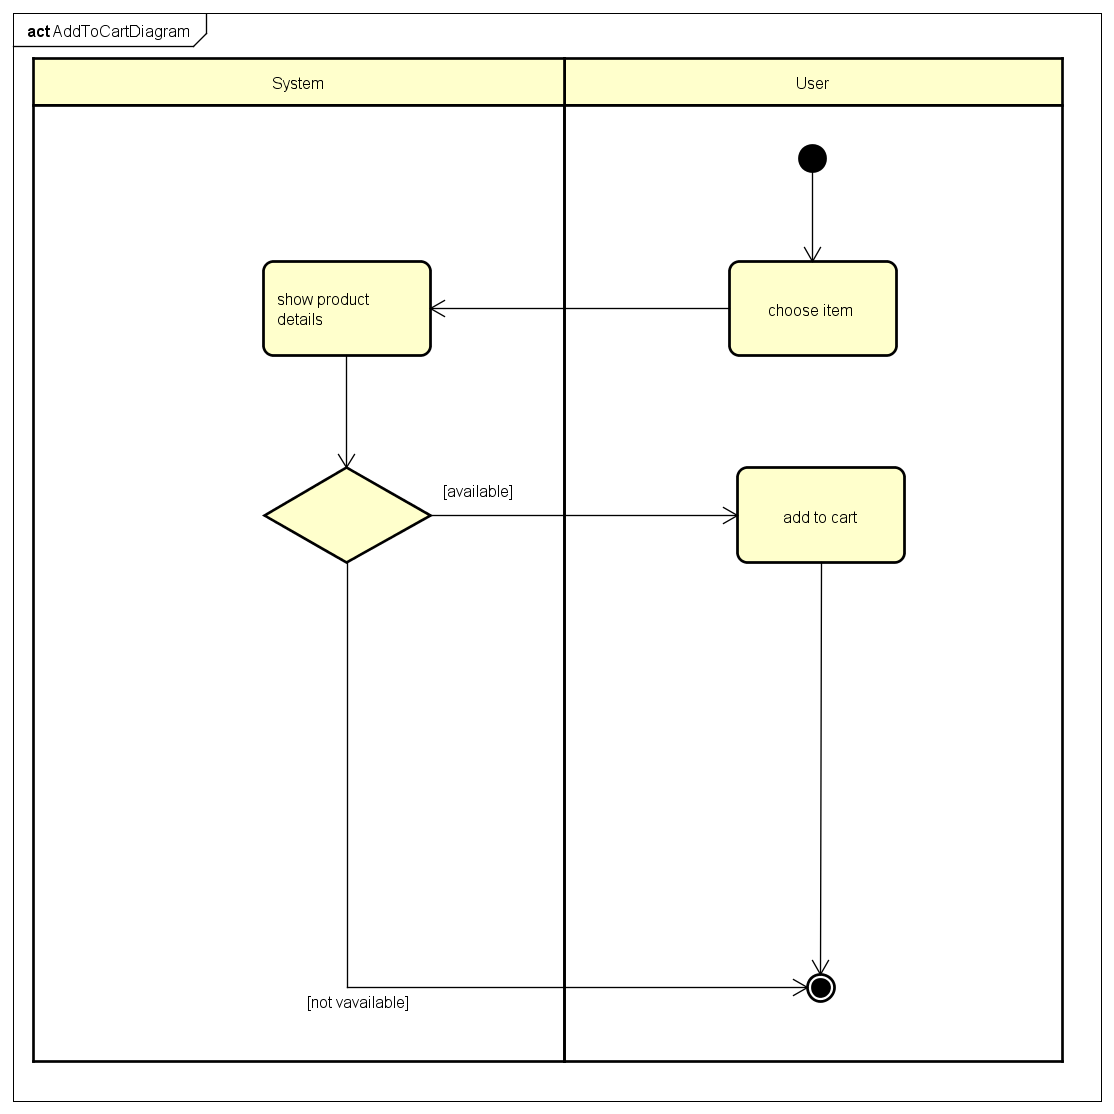 act AddToCartDiagram
System
User
show product
details
choose item
[available]
add to cart
[not vavailable]